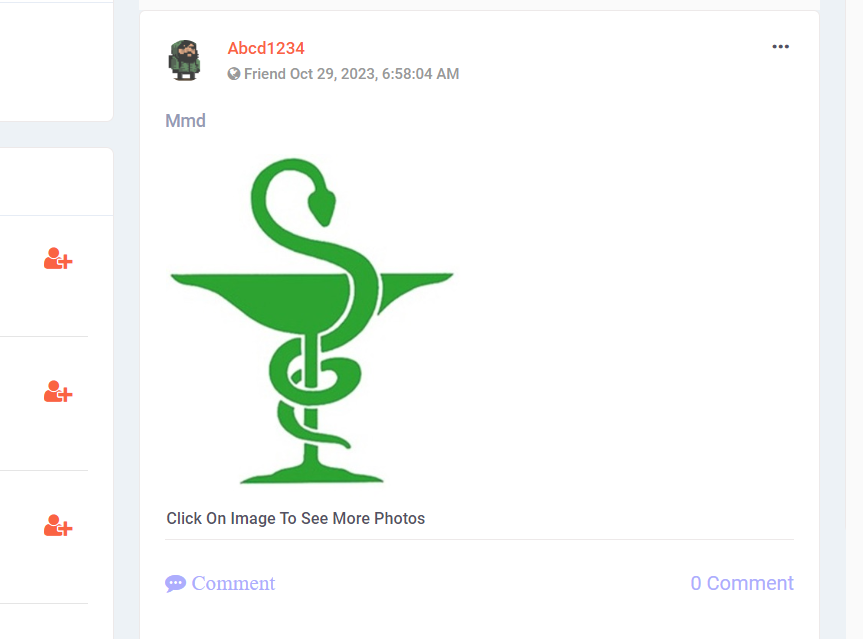 Abcd1234
Friend Oct 29, 2023, 6:58:04 AM
Mmd
Click On Image To See More Photos
Comment
0 Comment